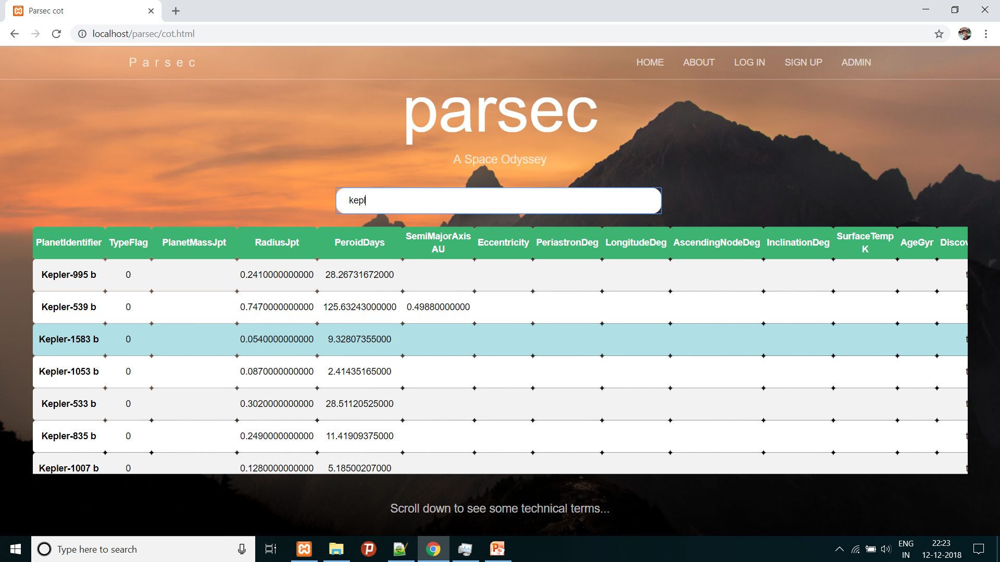 Parsec cot
localhost/parsec/cot.html
Parsec
HOME ABOUT LOG IN SIGN UP ADMIN
parsec
A Space Odyssey
kepl
PlanetIdentifier TypeFlag PlanetMassJpt RadiusJpt PeroidDays SemiMajorAxis AU Eccentricity PeriastronDeg LongitudeDeg AscendingNodeDeg InclinationDeg SurfaceTemp K AgeGyr Discov
Kepler-995 b 0 0.2410000000000 28.26731672000 t
Kepler-539 b 0 0.7470000000000 125.63243000000 0.49880000000 t
Kepler-1583 b 0 0.0540000000000 9.32807355000 t
Kepler-1053 b 0 0.0870000000000 2.41435165000 t
Kepler-533 b 0 0.3020000000000 28.51120525000 t
Kepler-835 b 0 0.2490000000000 11.41909375000 t
Kepler-1007 b 0 0.1280000000000 5.18500207000 t
Scroll down to see some technical terms...
Type here to search
ENG
IN
22:23
12-12-2018